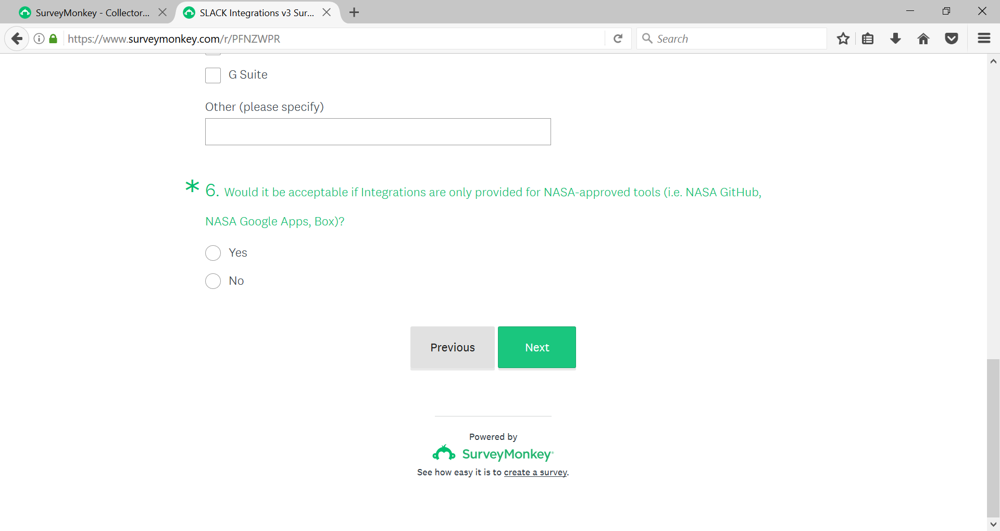 SurveyMonkey - Collector...
SLACK Integrations v3 Sur...
https://www.surveymonkey.com/r/PFNZWPR
Search
G Suite
Other (please specify)
* 6. Would it be acceptable if Integrations are only provided for NASA-approved tools (i.e. NASA GitHub,
NASA Google Apps, Box)?
Yes
No
Previous
Next
Powered by
SurveyMonkey
See how easy it is to create a survey.